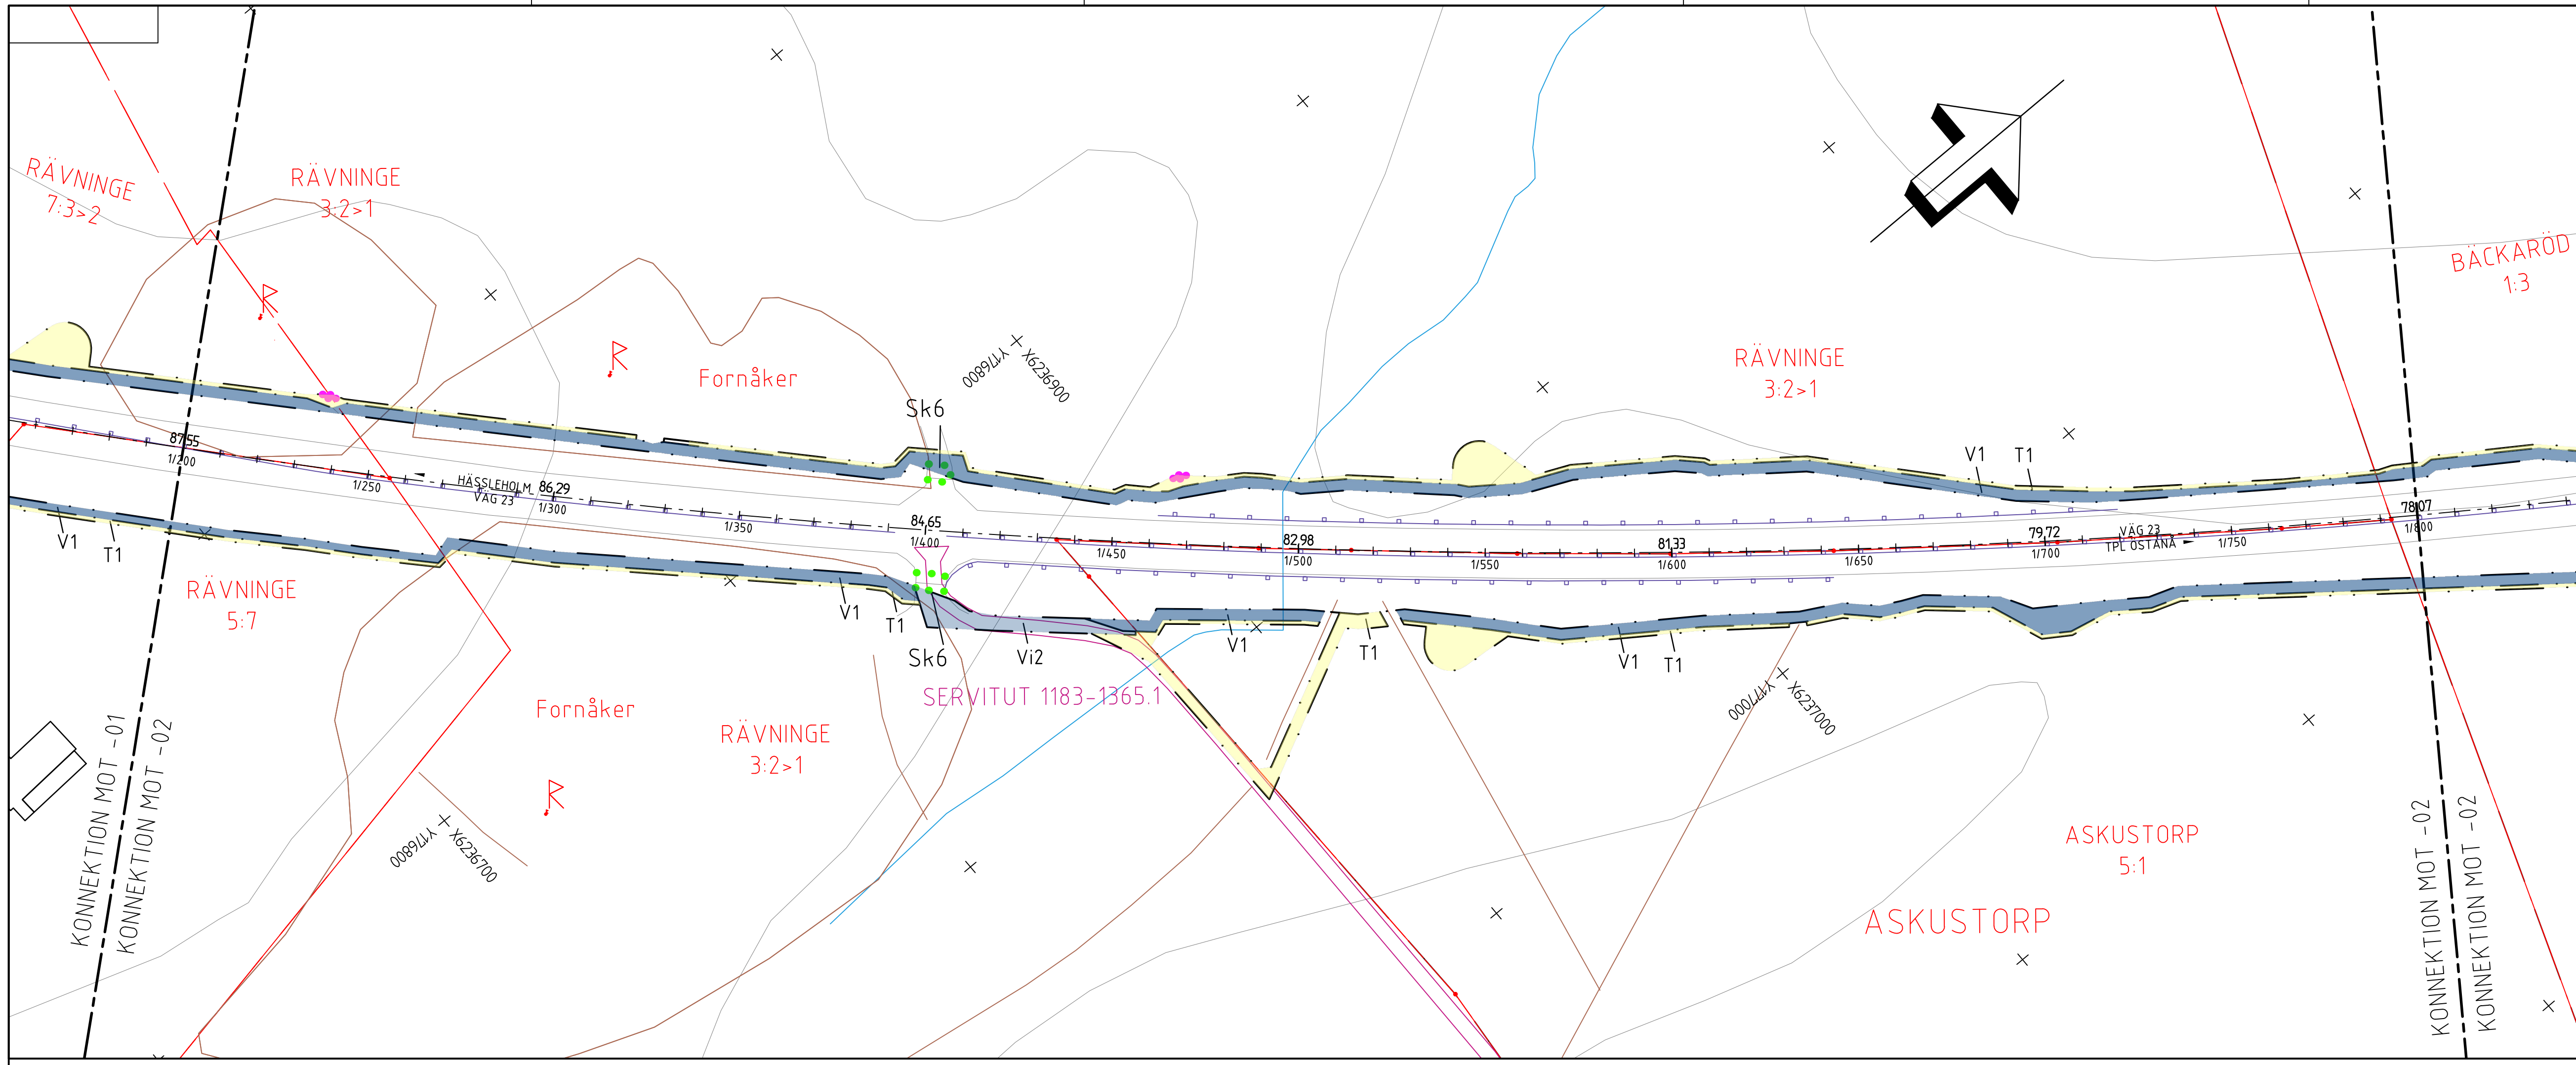 RÄVNINGE
7:3>2
RÄVNINGE
3:2>1
BÄCKARÖD
1:3
RÄVNINGE
3:2>1
Fornåker
Y176800 X6236900
Sk6
87,55
1/200
1/250
HÄSSLEHOLM
VÄG 23
86,29
1/300
1/350
84,65
1/400
1/450
82,98
1/500
1/550
81,33
1/600
1/650
79,72
1/700
VÄG 23
TPL ÖSTANÅ
1/750
78,07
1/800
V1
T1
V1
T1
V1
T1
Sk6
Vi2
V1
T1
V1
T1
RÄVNINGE
5:7
SERVITUT 1183-1365.1
Fornåker
RÄVNINGE
3:2>1
Y177000 X6237000
Y176800 X6236700
ASKUSTORP
5:1
ASKUSTORP
KONNEKTION MOT -01
KONNEKTION MOT -02
KONNEKTION MOT -02
KONNEKTION MOT -02